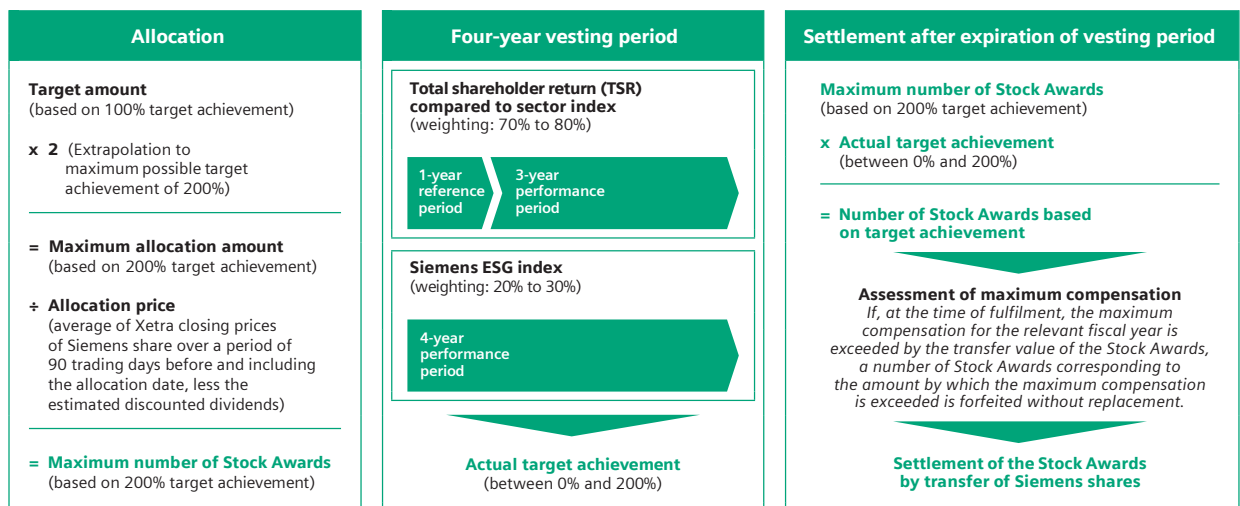 Allocation
Target amount
(based on 100% target achievement)
x 2 (Extrapolation to
maximum possible target
achievement of 200%)
= Maximum allocation amount
(based on 200% target achievement)
÷ Allocation price
(average of Xetra closing prices
of Siemens share over a period of
90 trading days before and including
the allocation date, less the
estimated discounted dividends)
= Maximum number of Stock Awards
(based on 200% target achievement)
Four-year vesting period
Total shareholder return (TSR)
compared to sector index
(weighting: 70% to 80%)
1-year
reference
period
3-year
performance
period
Siemens ESG index
(weighting: 20% to 30%)
4-year
performance
period
Actual target achievement
(between 0% and 200%)
Settlement after expiration of vesting period
Maximum number of Stock Awards
(based on 200% target achievement)
x Actual target achievement
(between 0% and 200%)
= Number of Stock Awards based
on target achievement
Assessment of maximum compensation
If, at the time of fulfilment, the maximum
compensation for the relevant fiscal year is
exceeded by the transfer value of the Stock Awards,
a number of Stock Awards corresponding to
the amount by which the maximum compensation
is exceeded is forfeited without replacement.
Settlement of the Stock Awards
by transfer of Siemens shares